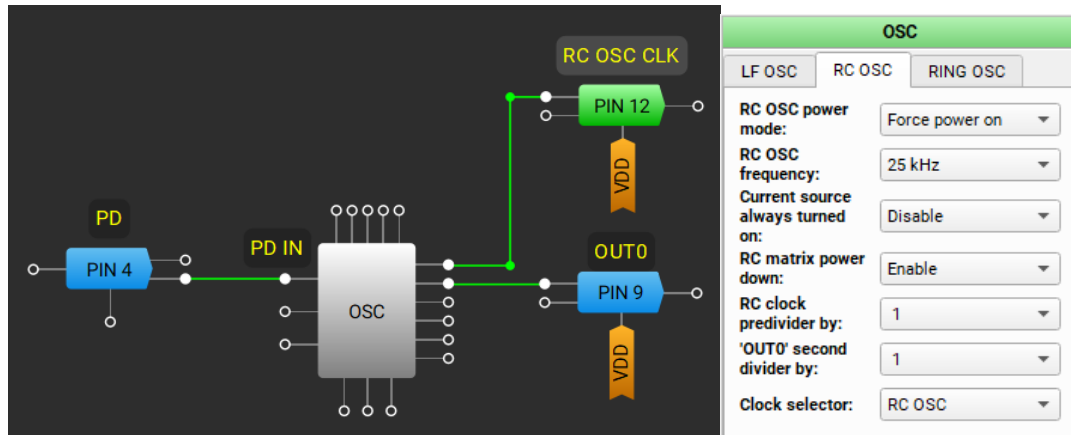 RC OSC CLK
PIN 12
VDD
PD
PIN 4
PD IN
OSC
OUT0
PIN 9
VDD
OSC
LF OSC
RC OSC
RING OSC
RC OSC power
mode:
Force power on
RC OSC
frequency:
25 kHz
Current source
always turned
on:
Disable
RC matrix power
down:
Enable
RC clock
predivider by:
1
'OUT0' second
divider by:
1
Clock selector:
RC OSC